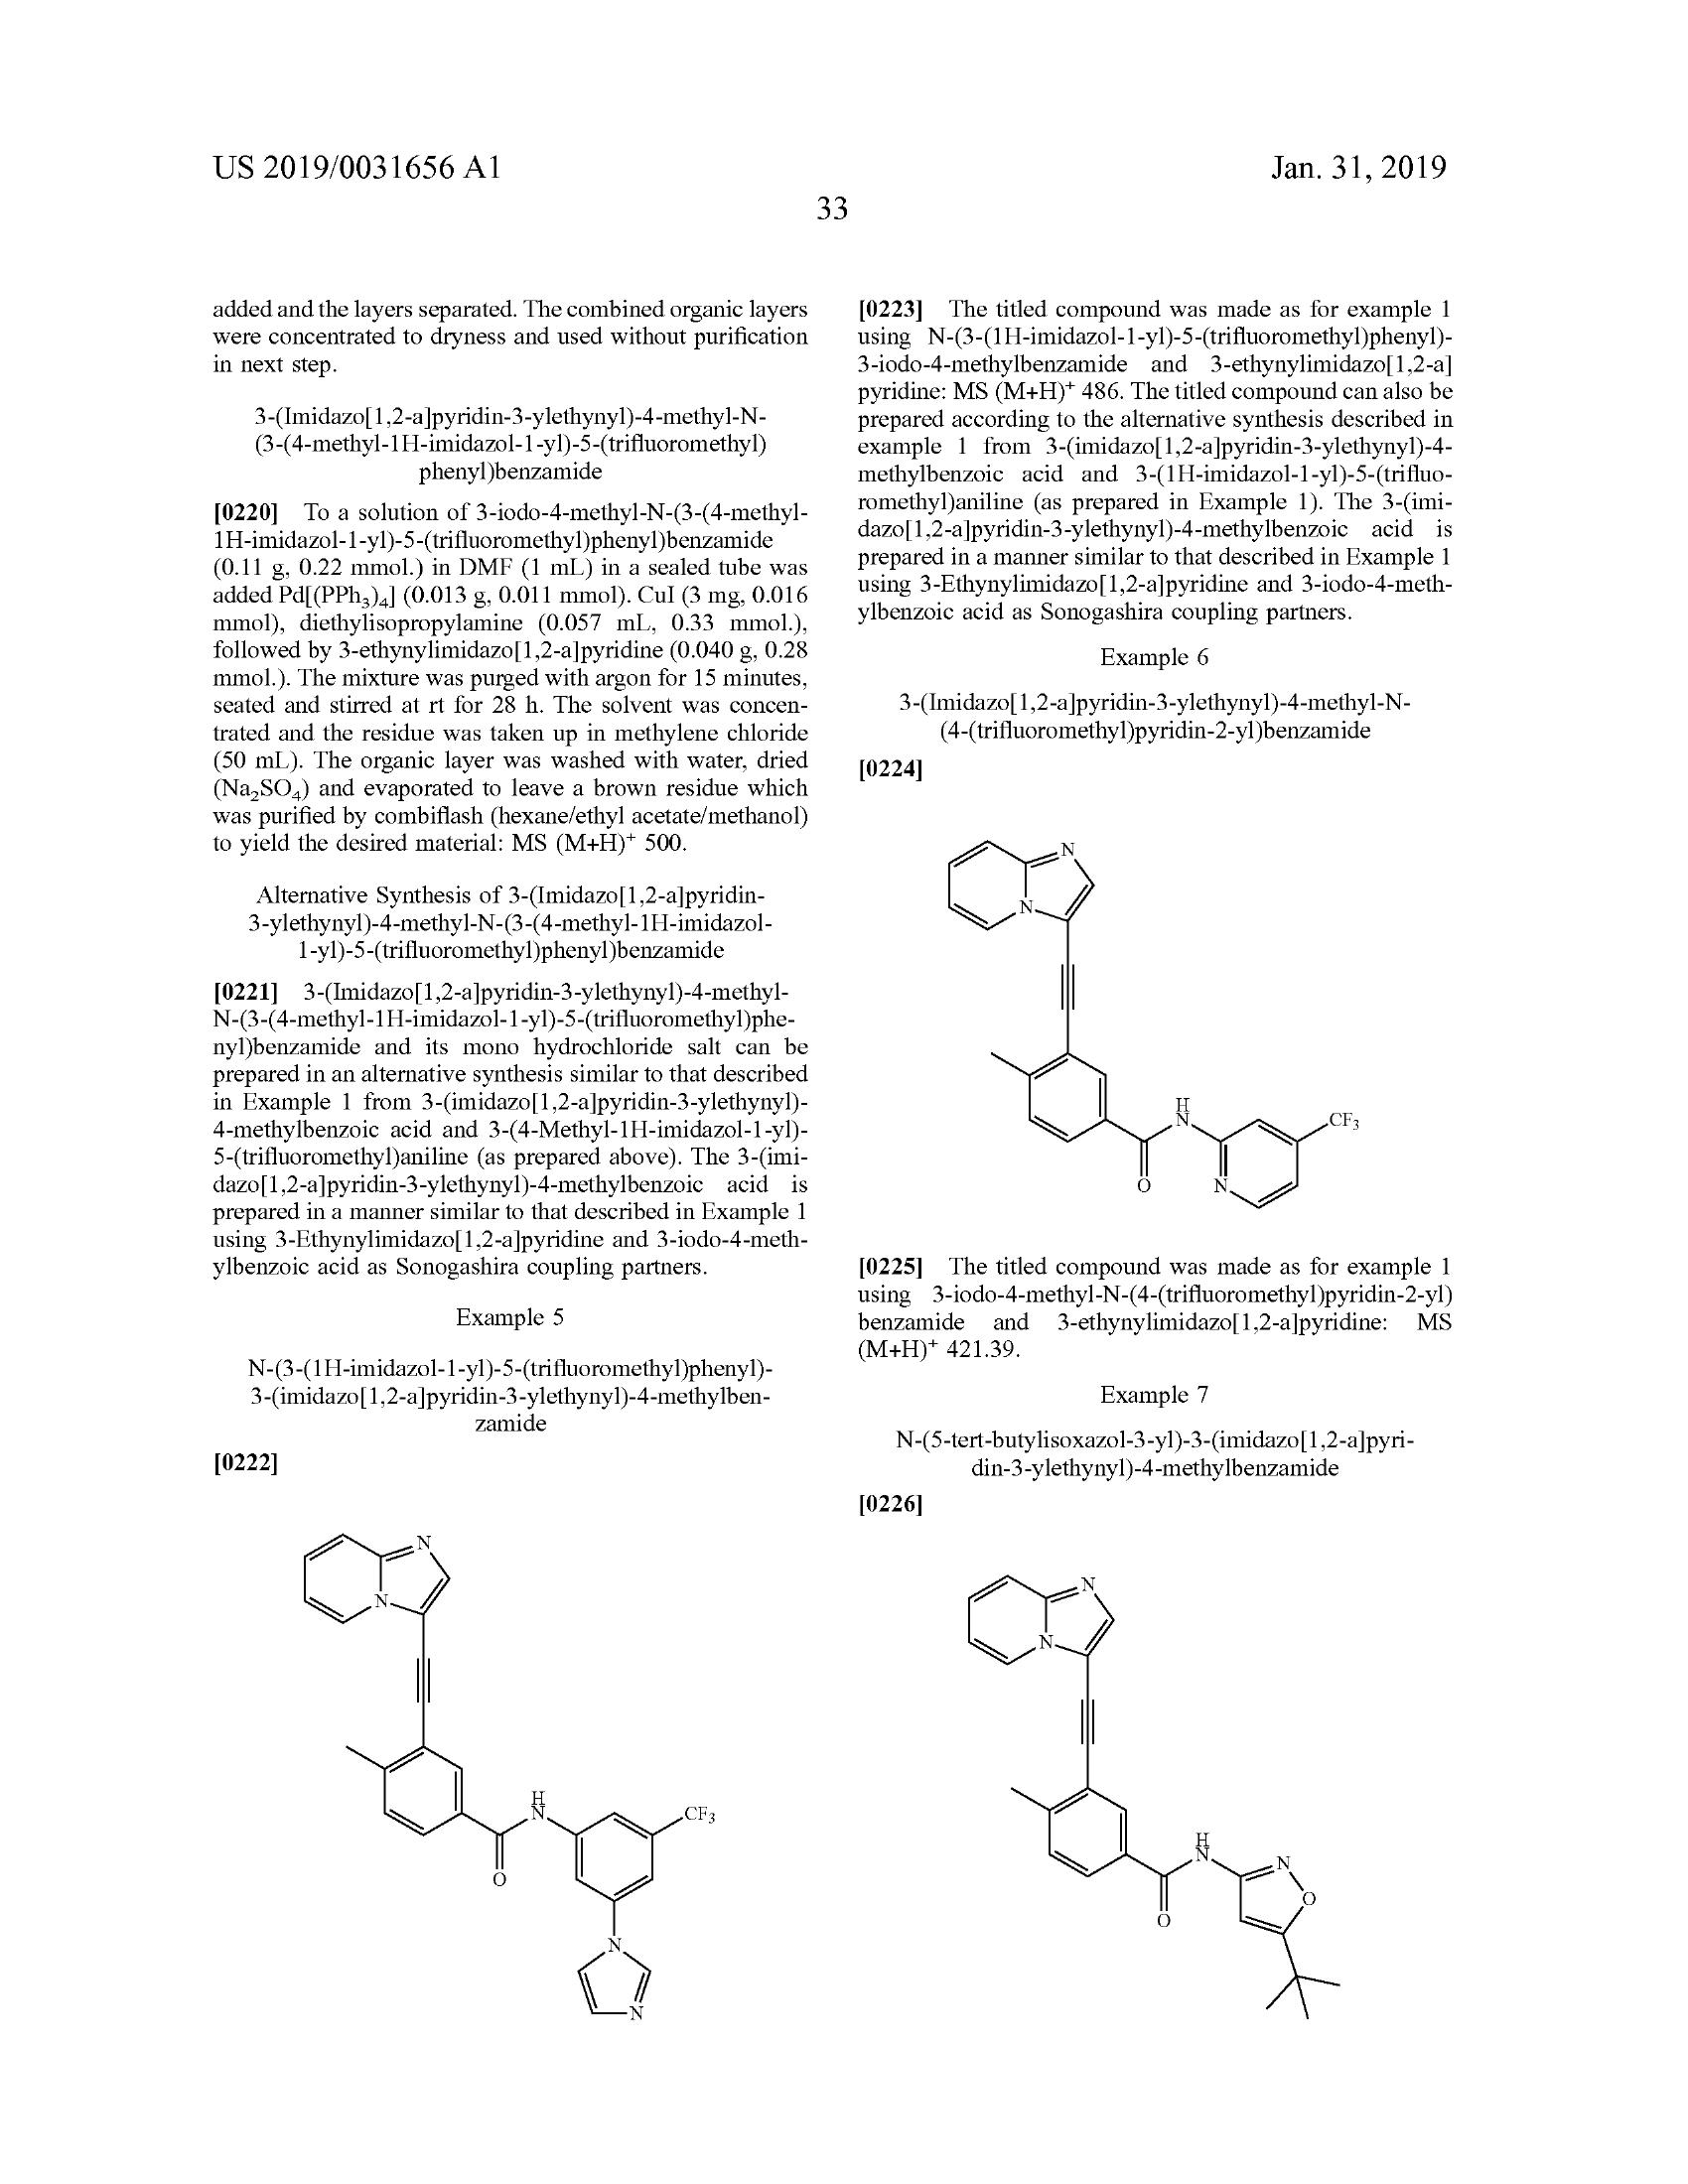 US 2019/0031656 A1
Jan. 31, 2019
33
added and the layers separated. The combined organic layers
were concentrated to dryness and used without purification
in next step.
3-(Imidazo[1,2-a]pyridin-3-ylethynyl)-4-methyl-N-
(3-(4-methyl-1H-imidazol-1-yl)-5-(trifluoromethyl)
phenyl)benzamide
[0220] To a solution of 3-iodo-4-methyl-N-(3-(4-methyl-
1H-imidazol-1-yl)-5-(trifluoromethyl)phenyl)benzamide
(0.11 g, 0.22 mmol.) in DMF (1 mL) in a sealed tube was
added Pd[(PPh3)4] (0.013 g, 0.011 mmol). CuI (3 mg, 0.016
mmol), diethylisopropylamine (0.057 mL, 0.33 mmol.),
followed by 3-ethynylimidazo[1,2-a]pyridine (0.040 g, 0.28
mmol.). The mixture was purged with argon for 15 minutes,
seated and stirred at rt for 28 h. The solvent was concen-
trated and the residue was taken up in methylene chloride
(50 mL). The organic layer was washed with water, dried
(Na2SO4) and evaporated to leave a brown residue which
was purified by combiflash (hexane/ethyl acetate/methanol)
to yield the desired material: MS (M+H)+ 500.
Alternative Synthesis of 3-(Imidazo[1,2-a]pyridin-
3-ylethynyl)-4-methyl-N-(3-(4-methyl-1H-imidazol-
1-yl)-5-(trifluoromethyl)phenyl)benzamide
[0221] 3-(Imidazo[1,2-a]pyridin-3-ylethynyl)-4-methyl-
N-(3-(4-methyl-1H-imidazol-1-yl)-5-(trifluoromethyl)phe-
nyl)benzamide and its mono hydrochloride salt can be
prepared in an alternative synthesis similar to that described
in Example 1 from 3-(imidazo[1,2-a]pyridin-3-ylethynyl)-
4-methylbenzoic acid and 3-(4-Methyl-1H-imidazol-1-yl)-
5-(trifluoromethyl)aniline (as prepared above). The 3-(imi-
dazo[1,2-a]pyridin-3-ylethynyl)-4-methylbenzoic acid is
prepared in a manner similar to that described in Example 1
using 3-Ethynylimidazo[1,2-a]pyridine and 3-iodo-4-meth-
ylbenzoic acid as Sonogashira coupling partners.
Example 5
N-(3-(1H-imidazol-1-yl)-5-(trifluoromethyl)phenyl)-
3-(imidazo[1,2-a]pyridin-3-ylethynyl)-4-methylben-
zamide
[0222]
N
N
H
N
CF3
O
N
N
[0223] The titled compound was made as for example 1
using N-(3-(1H-imidazol-1-yl)-5-(trifluoromethyl)phenyl)-
3-iodo-4-methylbenzamide and 3-ethynylimidazo[1,2-a]
pyridine: MS (M+H)+ 486. The titled compound can also be
prepared according to the alternative synthesis described in
example 1 from 3-(imidazo[1,2-a]pyridin-3-ylethynyl)-4-
methylbenzoic acid and 3-(1H-imidazol-1-yl)-5-(trifluo-
romethyl)aniline (as prepared in Example 1). The 3-(imi-
dazo[1,2-a]pyridin-3-ylethynyl)-4-methylbenzoic acid is
prepared in a manner similar to that described in Example 1
using 3-Ethynylimidazo[1,2-a]pyridine and 3-iodo-4-meth-
ylbenzoic acid as Sonogashira coupling partners.
Example 6
3-(Imidazo[1,2-a]pyridin-3-ylethynyl)-4-methyl-N-
(4-(trifluoromethyl)pyridin-2-yl)benzamide
[0224]
N
N
H
N
CF3
O
N
[0225] The titled compound was made as for example 1
using 3-iodo-4-methyl-N-(4-(trifluoromethyl)pyridin-2-yl)
benzamide and 3-ethynylimidazo[1,2-a]pyridine: MS
(M+H)+ 421.39.
Example 7
N-(5-tert-butylisoxazol-3-yl)-3-(imidazo[1,2-a]pyri-
din-3-ylethynyl)-4-methylbenzamide
[0226]
N
N
H
N
N
O
O